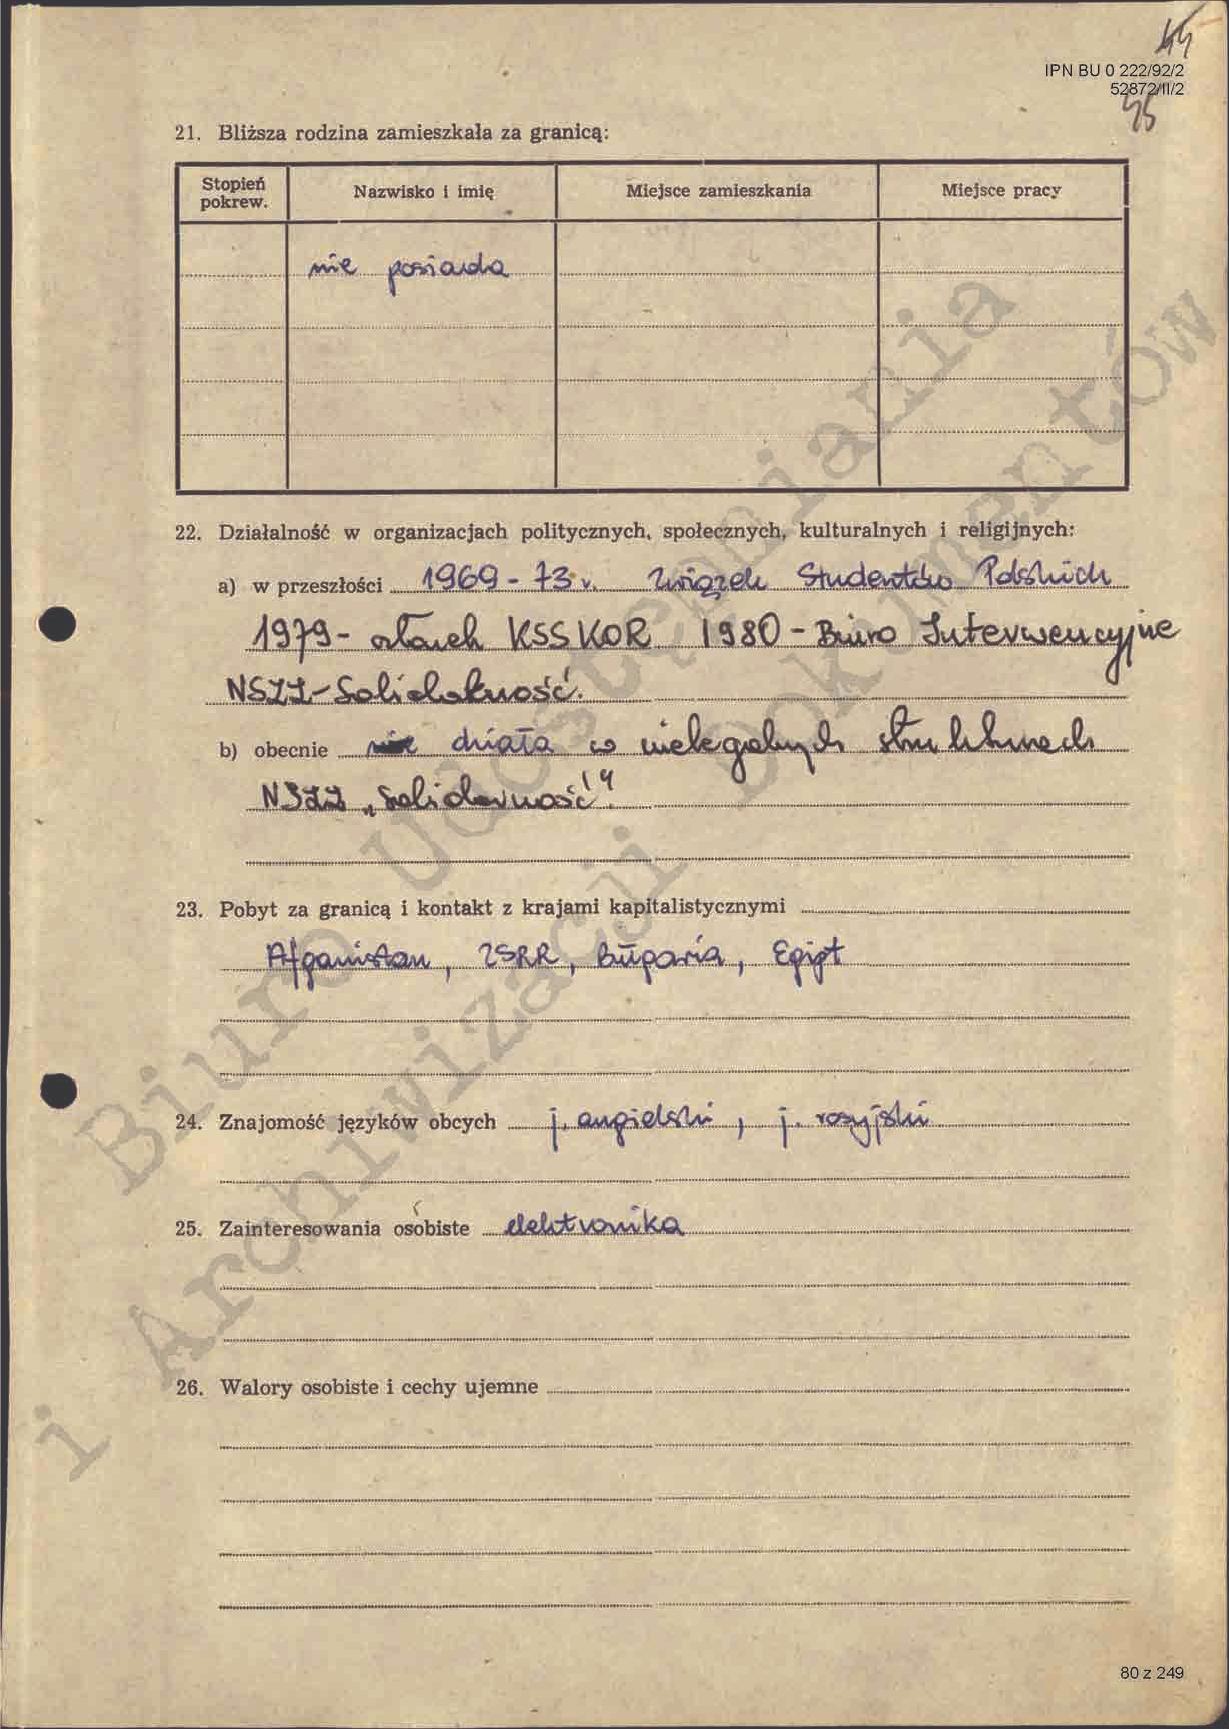 44
IPN BU 0 222/92/2
52872/II/2
45
21. Bliższa rodzina zamieszkała za granicą:
Stopień pokrew. Nazwisko i imię Miejsce zamieszkania Miejsce pracy
nie posiada
22. Działalność w organizacjach politycznych, społecznych, kulturalnych i religijnych:
a) w przeszłości 1969-73 r. Związek Studentów Polskich
1979 - członek KSS KOR 1980 - Biuro Interwencyjne
NSZZ-Solidarność.
b) obecnie nie działa w nielegalnych strukturach
NSZZ „Solidarność".
23. Pobyt za granicą i kontakt z krajami kapitalistycznymi
Afganistan, ZSRR, Bułgaria, Egipt
24. Znajomość języków obcych j. angielski, j. rosyjski
25. Zainteresowania osobiste elektronika
26. Walory osobiste i cechy ujemne
Biuro Udostępniania
i Archiwizacji Dokumentów
80 z 249